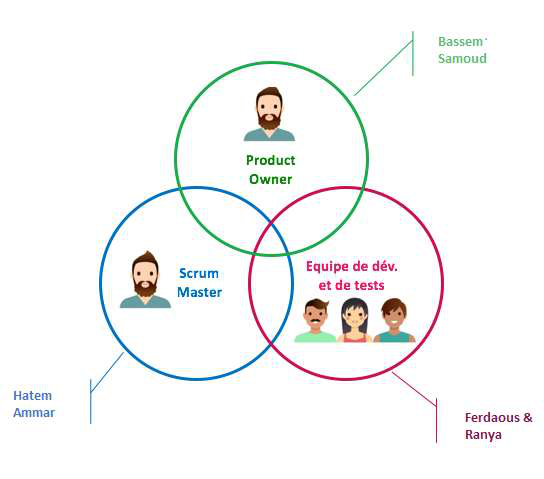 Bassem
Samoud
Product
Owner
Scrum
Master
Equipe de dév.
et de tests
Hatem
Ammar
Ferdaous &
Ranya